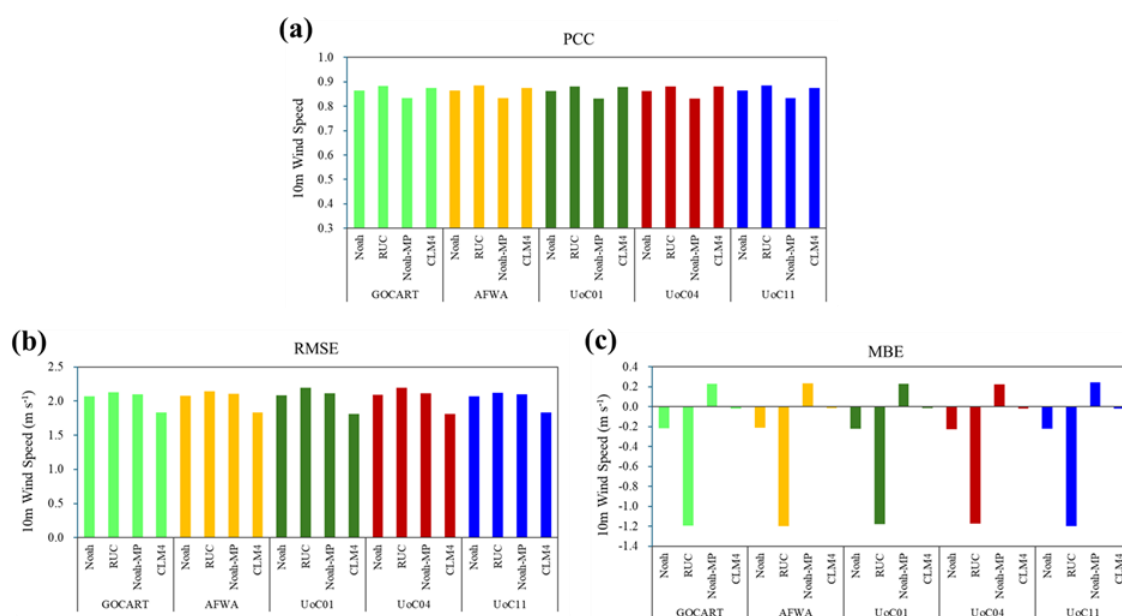 (a)
PCC
10m Wind Speed
1.0
0.9
0.8
0.7
0.6
0.5
0.4
0.3
Noah RUC Noah-MP CLM4 Noah RUC Noah-MP CLM4 Noah RUC Noah-MP CLM4 Noah RUC Noah-MP CLM4 Noah RUC Noah-MP CLM4
GOCART AFWA UoC01 UoC04 UoC11
(b)
RMSE
10m Wind Speed (m s⁻¹)
2.5
2.0
1.5
1.0
0.5
0.0
Noah RUC Noah-MP CLM4 Noah RUC Noah-MP CLM4 Noah RUC Noah-MP CLM4 Noah RUC Noah-MP CLM4 Noah RUC Noah-MP CLM4
GOCART AFWA UoC01 UoC04 UoC11
(c)
MBE
10m Wind Speed (m s⁻¹)
0.4
0.2
0.0
-0.2
-0.4
-0.6
-0.8
-1.0
-1.2
-1.4
Noah RUC Noah-MP CLM4 Noah RUC Noah-MP CLM4 Noah RUC Noah-MP CLM4 Noah RUC Noah-MP CLM4 Noah RUC Noah-MP CLM4
GOCART AFWA UoC01 UoC04 UoC11